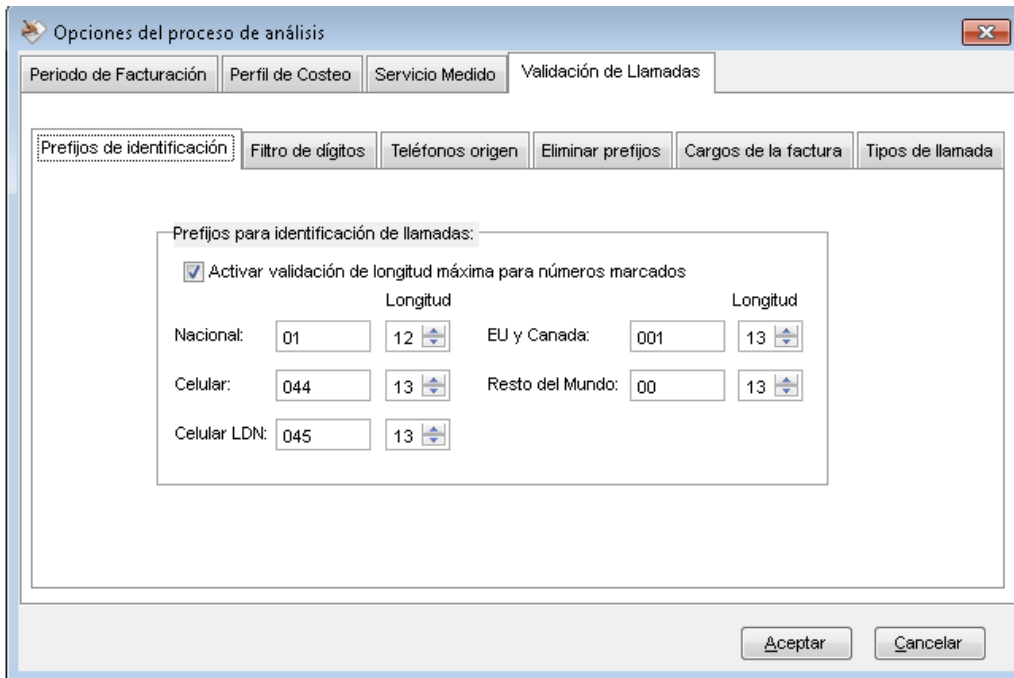 Opciones del proceso de análisis
Periodo de Facturación Perfil de Costeo Servicio Medido Validación de Llamadas
Prefijos de identificación Filtro de dígitos Teléfonos origen Eliminar prefijos Cargos de la factura Tipos de llamada
Prefijos para identificación de llamadas:
Activar validación de longitud máxima para números marcados
Longitud Longitud
Nacional: 01 12 EU y Canada: 001 13
Celular: 044 13 Resto del Mundo: 00 13
Celular LDN: 045 13
Aceptar Cancelar